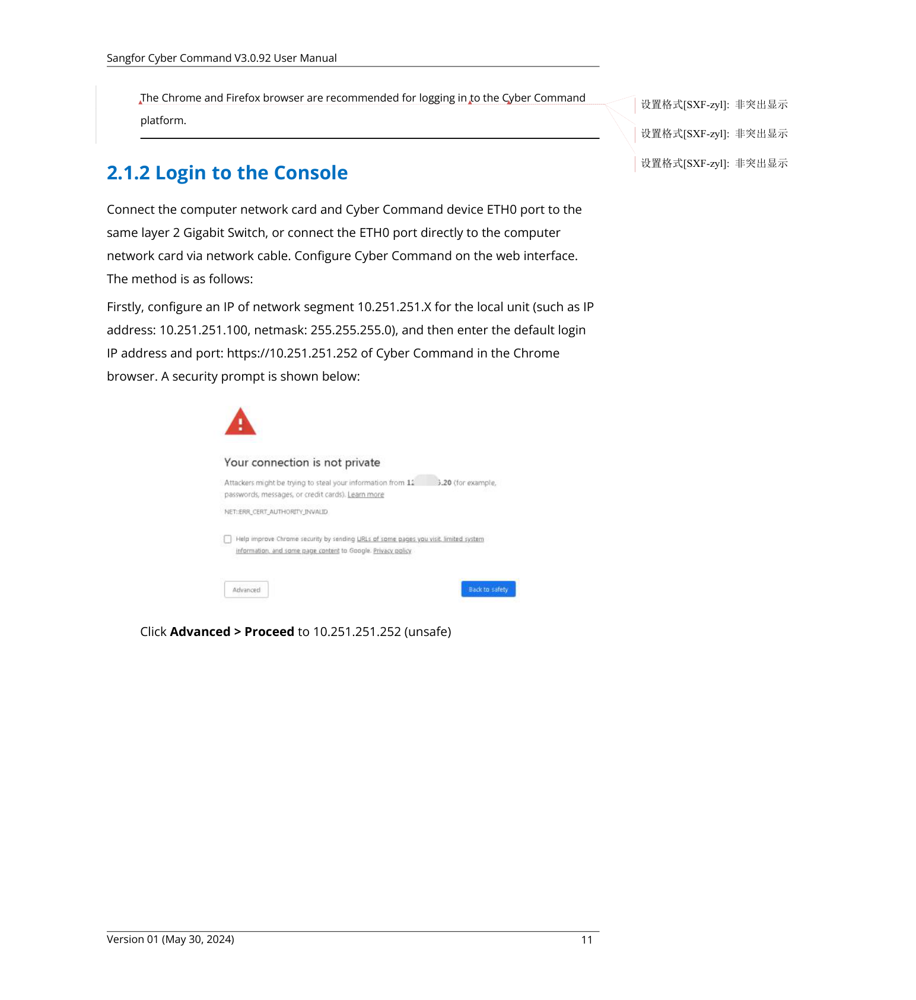 Sangfor Cyber Command V3.0.92 User Manual
The Chrome and Firefox browser are recommended for logging in to the Cyber Command
platform.
设置格式[SXF-zyl]: 非突出显示
设置格式[SXF-zyl]: 非突出显示
设置格式[SXF-zyl]: 非突出显示
2.1.2 Login to the Console
Connect the computer network card and Cyber Command device ETH0 port to the
same layer 2 Gigabit Switch, or connect the ETH0 port directly to the computer
network card via network cable. Configure Cyber Command on the web interface.
The method is as follows:
Firstly, configure an IP of network segment 10.251.251.X for the local unit (such as IP
address: 10.251.251.100, netmask: 255.255.255.0), and then enter the default login
IP address and port: https://10.251.251.252 of Cyber Command in the Chrome
browser. A security prompt is shown below:
Your connection is not private
Attackers might be trying to steal your information from 12 .20 (for example,
passwords, messages, or credit cards). Learn more
NET::ERR_CERT_AUTHORITY_INVALID
Help improve Chrome security by sending URLs of some pages you visit, limited system
information, and some page content to Google. Privacy policy
Advanced
Back to safety
Click Advanced > Proceed to 10.251.251.252 (unsafe)
Version 01 (May 30, 2024)
11